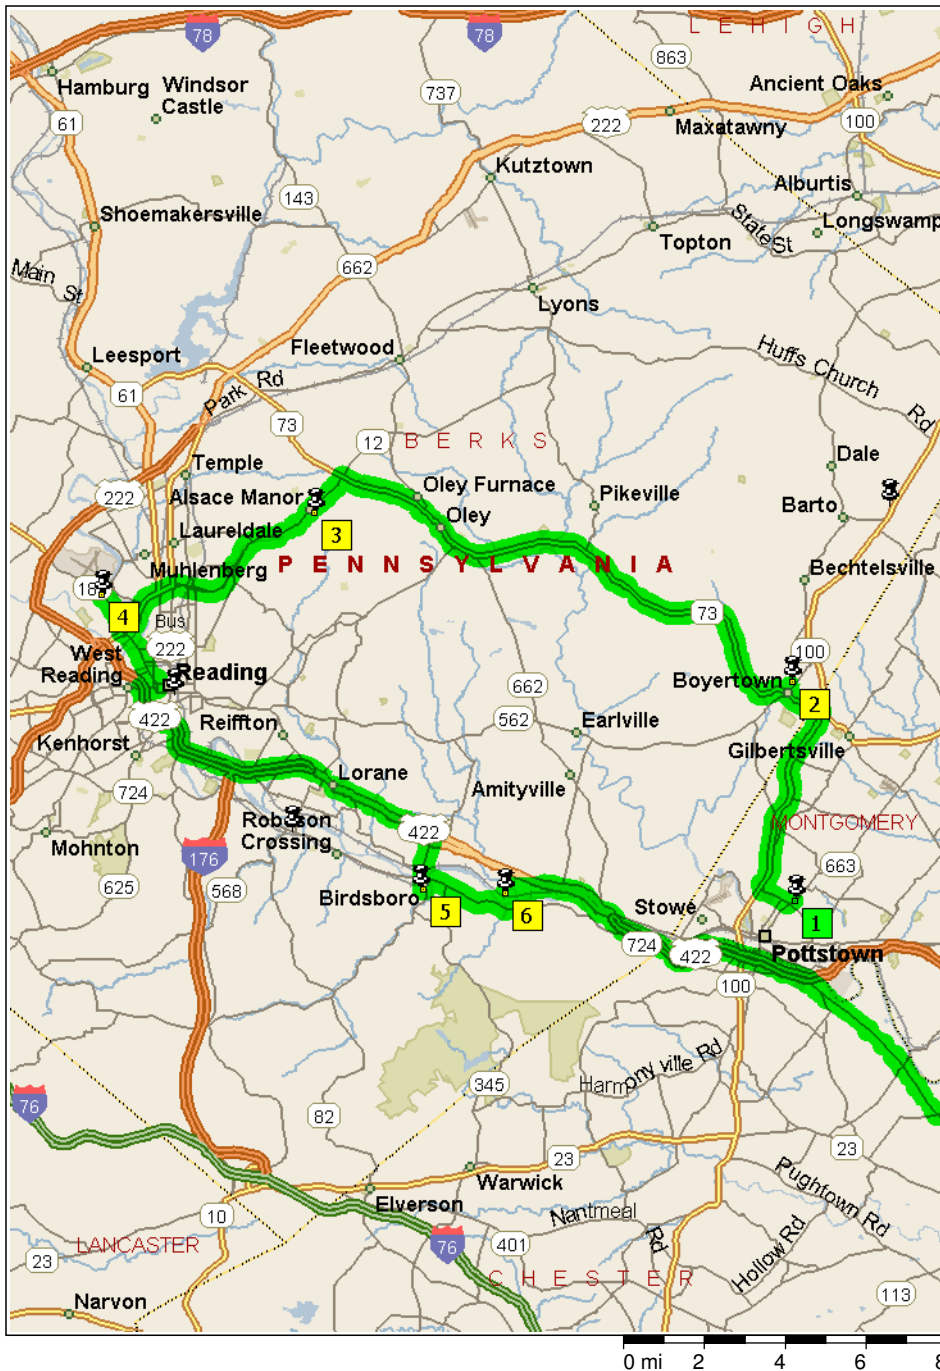 L E H I G H
78
78
863
Hamburg
Windsor
Castle
737
Ancient Oaks
61
222
Maxatawny
100
Kutztown
Alburtis
143
Shoemakersville
State St
Longswamp
Topton
Main St
662
Lyons
Leesport
Fleetwood
Huffs Church Rd
61
Park Rd
73
12
B E R K S
Dale
Temple
222
Alsace Manor
Oley Furnace
Pikeville
Barto
Laureldale
Oley
3
P E N N S Y L V A N I A
Muhlenberg
Bechtelsville
18
4
Bus
73
West
Reading
222
100
Reading
Boyertown
662
2
422
Reiffton
562
Earlville
Kenhorst
Gilbertsville
Lorane
724
Amityville
Robeson
Crossing
422
MONTGOMERY
Mohnton
176
663
625
568
Birdsboro
5
6
Stowe
1
724
422
Pottstown
100
Harmonyville Rd
345
76
82
23
23
Warwick
Pughtown Rd
Elverson
Nantmeal Rd
10
LANCASTER
76
401
Hollow Rd
23
C H E S T E R
113
Narvon
0 mi
2
4
6
8